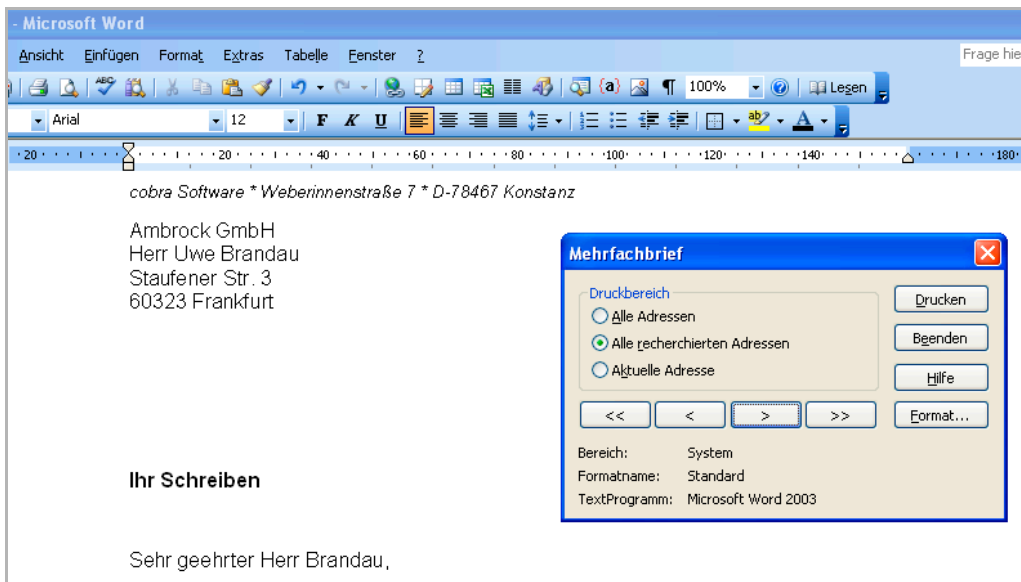 - Microsoft Word
Ansicht Einfügen Format Extras Tabelle Fenster ? Frage hie
100% Lesen
Arial 12 F K U
20 20 40 60 80 100 120 140 180
cobra Software * Weberinnenstraße 7 * D-78467 Konstanz
Ambrock GmbH
Herr Uwe Brandau
Staufener Str. 3
60323 Frankfurt
Mehrfachbrief
Druckbereich
Alle Adressen
Alle recherchierten Adressen
Aktuelle Adresse
Drucken
Beenden
Hilfe
<< < > >> Format...
Bereich: System
Formatname: Standard
TextProgramm: Microsoft Word 2003
Ihr Schreiben
Sehr geehrter Herr Brandau,